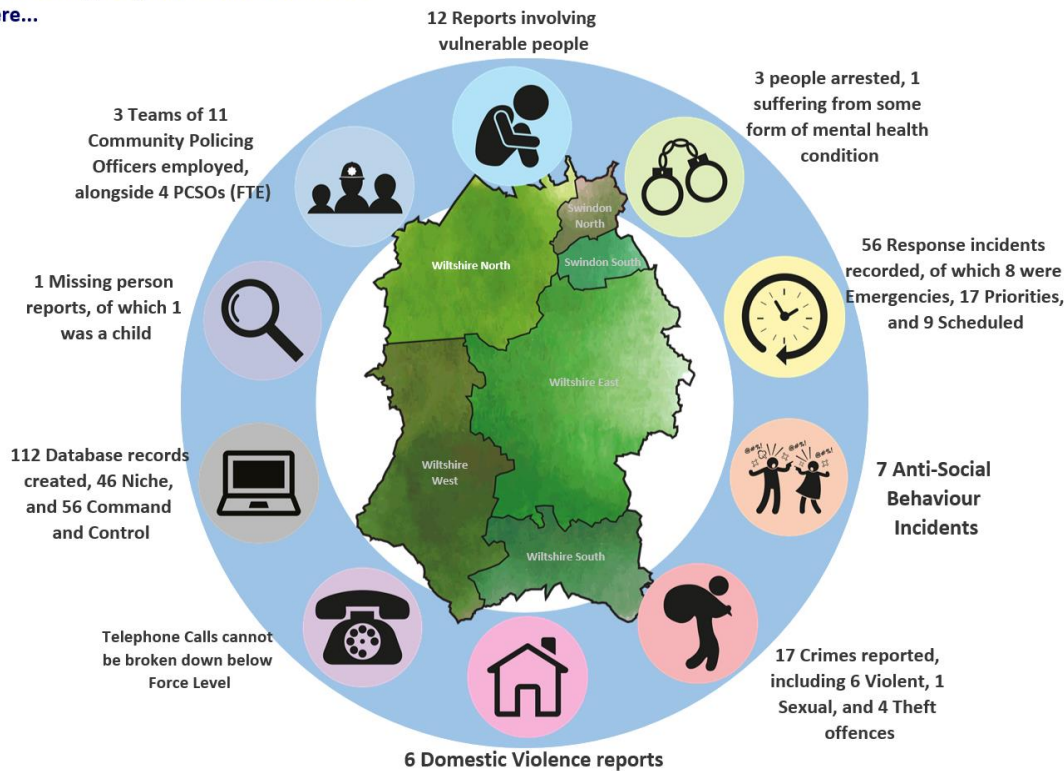 ere...
12 Reports involving
vulnerable people
3 people arrested, 1
suffering from some
form of mental health
condition
56 Response incidents
recorded, of which 8 were
Emergencies, 17 Priorities,
and 9 Scheduled
@#%!
@#%!
@#%!
@#%!
7 Anti-Social
Behaviour
Incidents
17 Crimes reported,
including 6 Violent, 1
Sexual, and 4 Theft
offences
6 Domestic Violence reports
Telephone Calls cannot
be broken down below
Force Level
112 Database records
created, 46 Niche,
and 56 Command
and Control
1 Missing person
reports, of which 1
was a child
3 Teams of 11
Community Policing
Officers employed,
alongside 4 PCSOs (FTE)
Swindon
North
Swindon South
Wiltshire North
Wiltshire East
Wiltshire
West
Wiltshire South